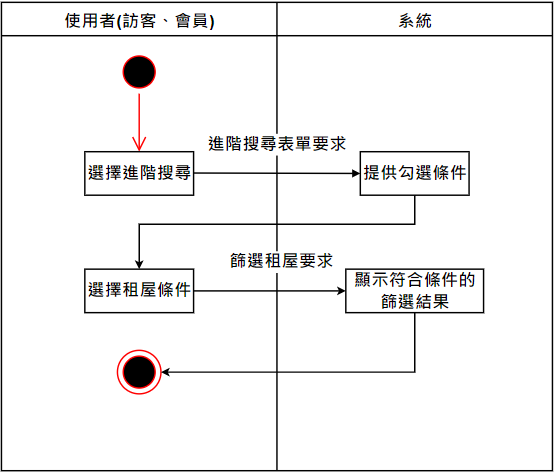 使用者(訪客、會員)
系統
進階搜尋表單要求
選擇進階搜尋
提供勾選條件
篩選租屋要求
選擇租屋條件
顯示符合條件的
篩選結果